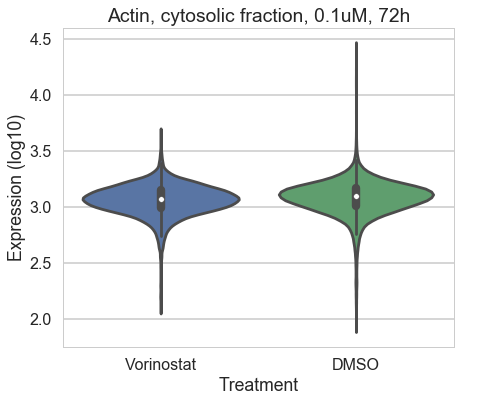 Actin, cytosolic fraction, 0.1uM, 72h
4.5
4.0
3.5
3.0
2.5
2.0
Expression (log10)
Vorinostat DMSO
Treatment